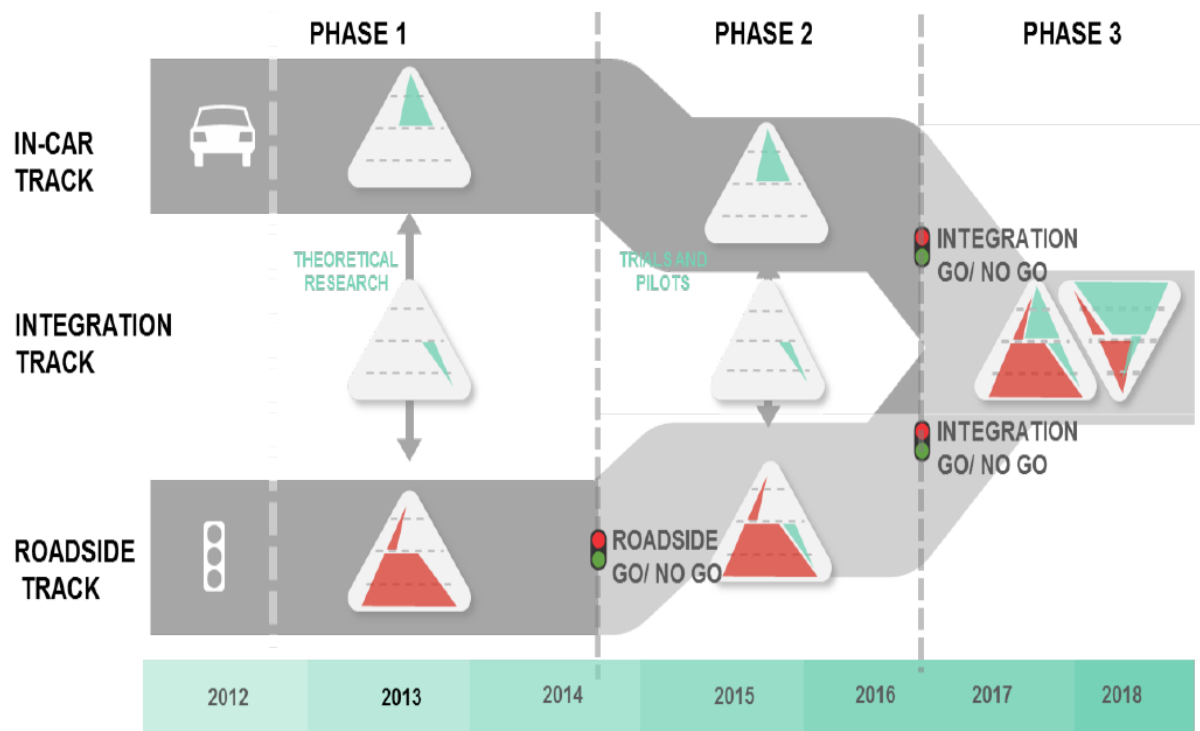 PHASE 1
PHASE 2
PHASE 3
IN-CAR
TRACK
THEORETICAL
RESEARCH
TRIALS AND
PILOTS
INTEGRATION
GO/ NO GO
INTEGRATION
TRACK
INTEGRATION
GO/ NO GO
ROADSIDE
TRACK
ROADSIDE
GO/ NO GO
2012
2013
2014
2015
2016
2017
2018